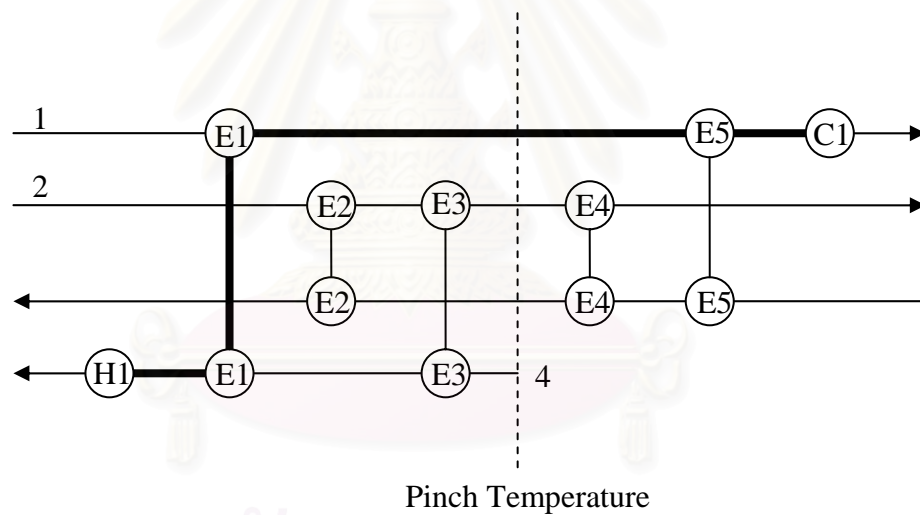 1
E1 E5 C1
2
E2 E3 E4
E2 E4 E5
H1 E1 E3 4
Pinch Temperature